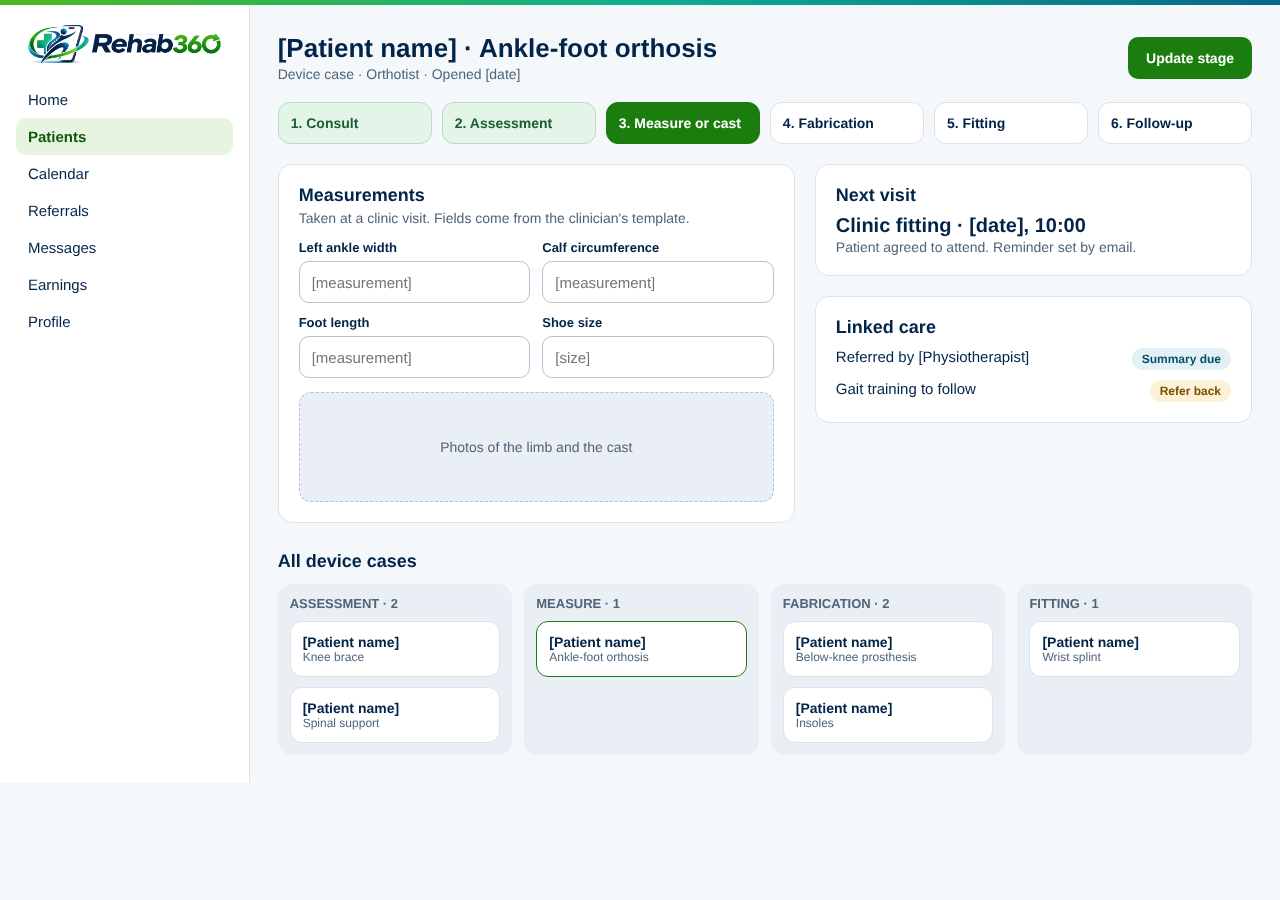 Rehab360
Home
Patients
Calendar
Referrals
Messages
Earnings
Profile
[Patient name] · Ankle-foot orthosis
Device case · Orthotist · Opened [date]
Update stage
1. Consult
2. Assessment
3. Measure or cast
4. Fabrication
5. Fitting
6. Follow-up
Measurements
Taken at a clinic visit. Fields come from the clinician's template.
Left ankle width
Calf circumference
[measurement]
[measurement]
Foot length
Shoe size
[measurement]
[size]
Photos of the limb and the cast
Next visit
Clinic fitting · [date], 10:00
Patient agreed to attend. Reminder set by email.
Linked care
Referred by [Physiotherapist]
Summary due
Gait training to follow
Refer back
All device cases
ASSESSMENT · 2
[Patient name]
Knee brace
[Patient name]
Spinal support
MEASURE · 1
[Patient name]
Ankle-foot orthosis
FABRICATION · 2
[Patient name]
Below-knee prosthesis
[Patient name]
Insoles
FITTING · 1
[Patient name]
Wrist splint